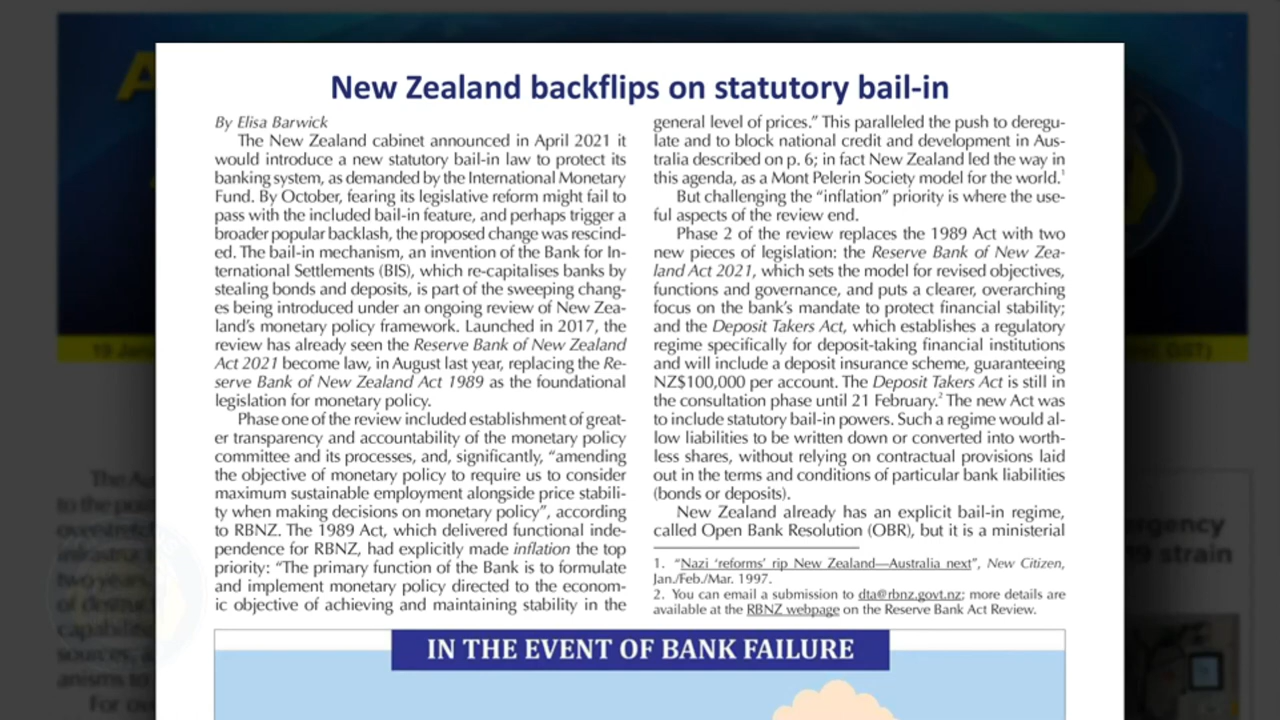 New Zealand backflips on statutory bail-in
By Elisa Barwick
The New Zealand cabinet announced in April 2021 it
would introduce a new statutory bail-in law to protect its
banking system, as demanded by the International Monetary
Fund. By October, fearing its legislative reform might fail to
pass with the included bail-in feature, and perhaps trigger a
broader popular backlash, the proposed change was rescind-
ed. The bail-in mechanism, an invention of the Bank for In-
ternational Settlements (BIS), which re-capitalises banks by
stealing bonds and deposits, is part of the sweeping chang-
es being introduced under an ongoing review of New Zea-
land's monetary policy framework. Launched in 2017, the
review has already seen the Reserve Bank of New Zealand
Act 2021 become law, in August last year, replacing the Re-
serve Bank of New Zealand Act 1989 as the foundational
legislation for monetary policy.
Phase one of the review included establishment of great-
er transparency and accountability of the monetary policy
committee and its processes, and, significantly, “amending
the objective of monetary policy to require us to consider
maximum sustainable employment alongside price stabili-
ty when making decisions on monetary policy”, according
to RBNZ. The 1989 Act, which delivered functional inde-
pendence for RBNZ, had explicitly made inflation the top
priority: “The primary function of the Bank is to formulate
and implement monetary policy directed to the econom-
ic objective of achieving and maintaining stability in the
general level of prices.” This paralleled the push to deregu-
late and to block national credit and development in Aus-
tralia described on p. 6; in fact New Zealand led the way in
this agenda, as a Mont Pelerin Society model for the world.¹
But challenging the “inflation” priority is where the use-
ful aspects of the review end.
Phase 2 of the review replaces the 1989 Act with two
new pieces of legislation: the Reserve Bank of New Zea-
land Act 2021, which sets the model for revised objectives,
functions and governance, and puts a clearer, overarching
focus on the bank's mandate to protect financial stability;
and the Deposit Takers Act, which establishes a regulatory
regime specifically for deposit-taking financial institutions
and will include a deposit insurance scheme, guaranteeing
NZ$100,000 per account. The Deposit Takers Act is still in
the consultation phase until 21 February.² The new Act was
to include statutory bail-in powers. Such a regime would al-
low liabilities to be written down or converted into worth-
less shares, without relying on contractual provisions laid
out in the terms and conditions of particular bank liabilities
(bonds or deposits).
New Zealand already has an explicit bail-in regime,
called Open Bank Resolution (OBR), but it is a ministerial
1. “Nazi ‘reforms’ rip New Zealand—Australia next”, New Citizen,
Jan./Feb./Mar. 1997.
2. You can email a submission to dta@rbnz.govt.nz; more details are
available at the RBNZ webpage on the Reserve Bank Act Review.
IN THE EVENT OF BANK FAILURE